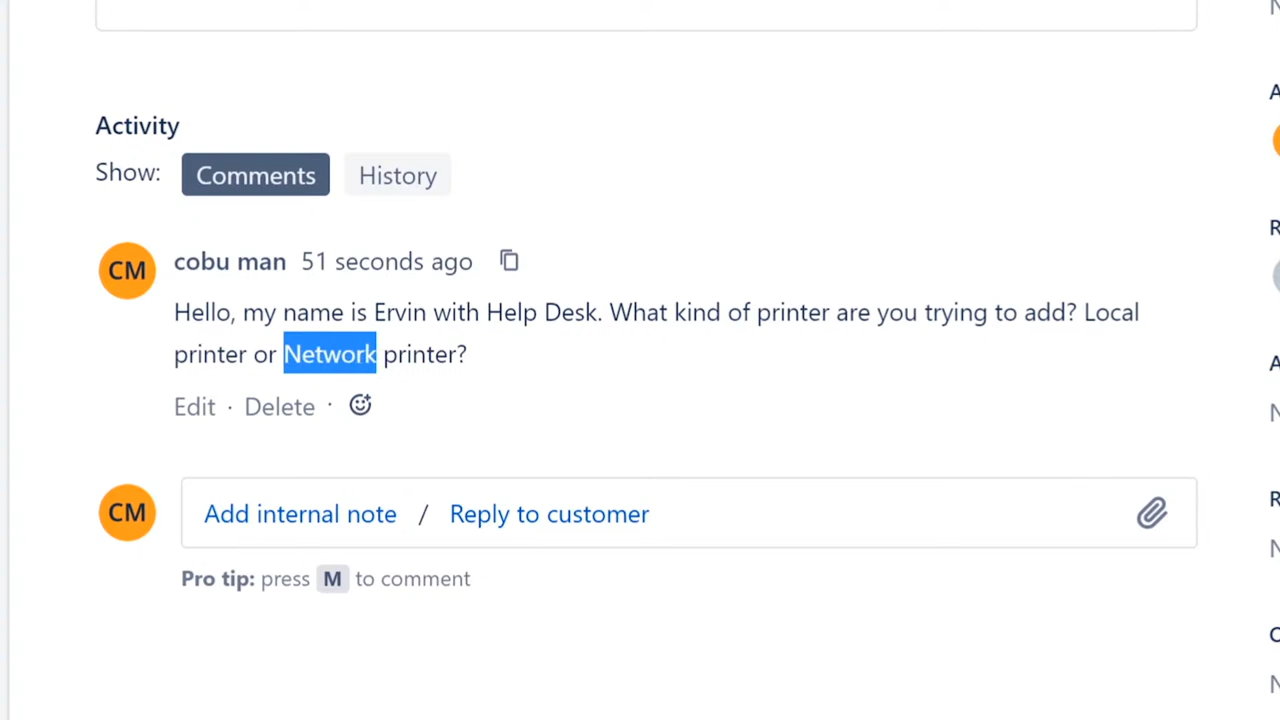 Activity
Show: Comments History
CM cobu man 51 seconds ago
Hello, my name is Ervin with Help Desk. What kind of printer are you trying to add? Local
printer or Network printer?
Edit · Delete ·
CM Add internal note / Reply to customer
Pro tip: press M to comment